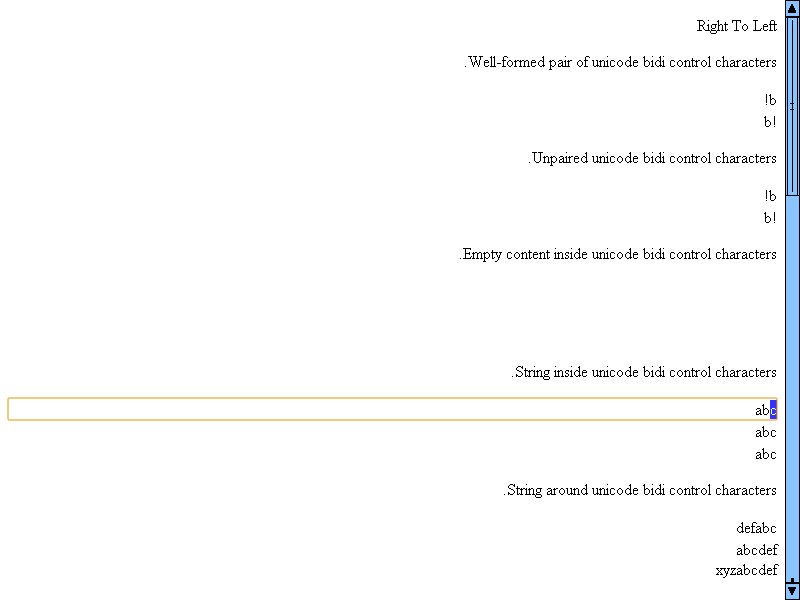 Right To Left
.Well-formed pair of unicode bidi control characters
!b
b!
.Unpaired unicode bidi control characters
!b
b!
.Empty content inside unicode bidi control characters
.String inside unicode bidi control characters
abc
abc
abc
.String around unicode bidi control characters
defabc
abcdef
xyzabcdef